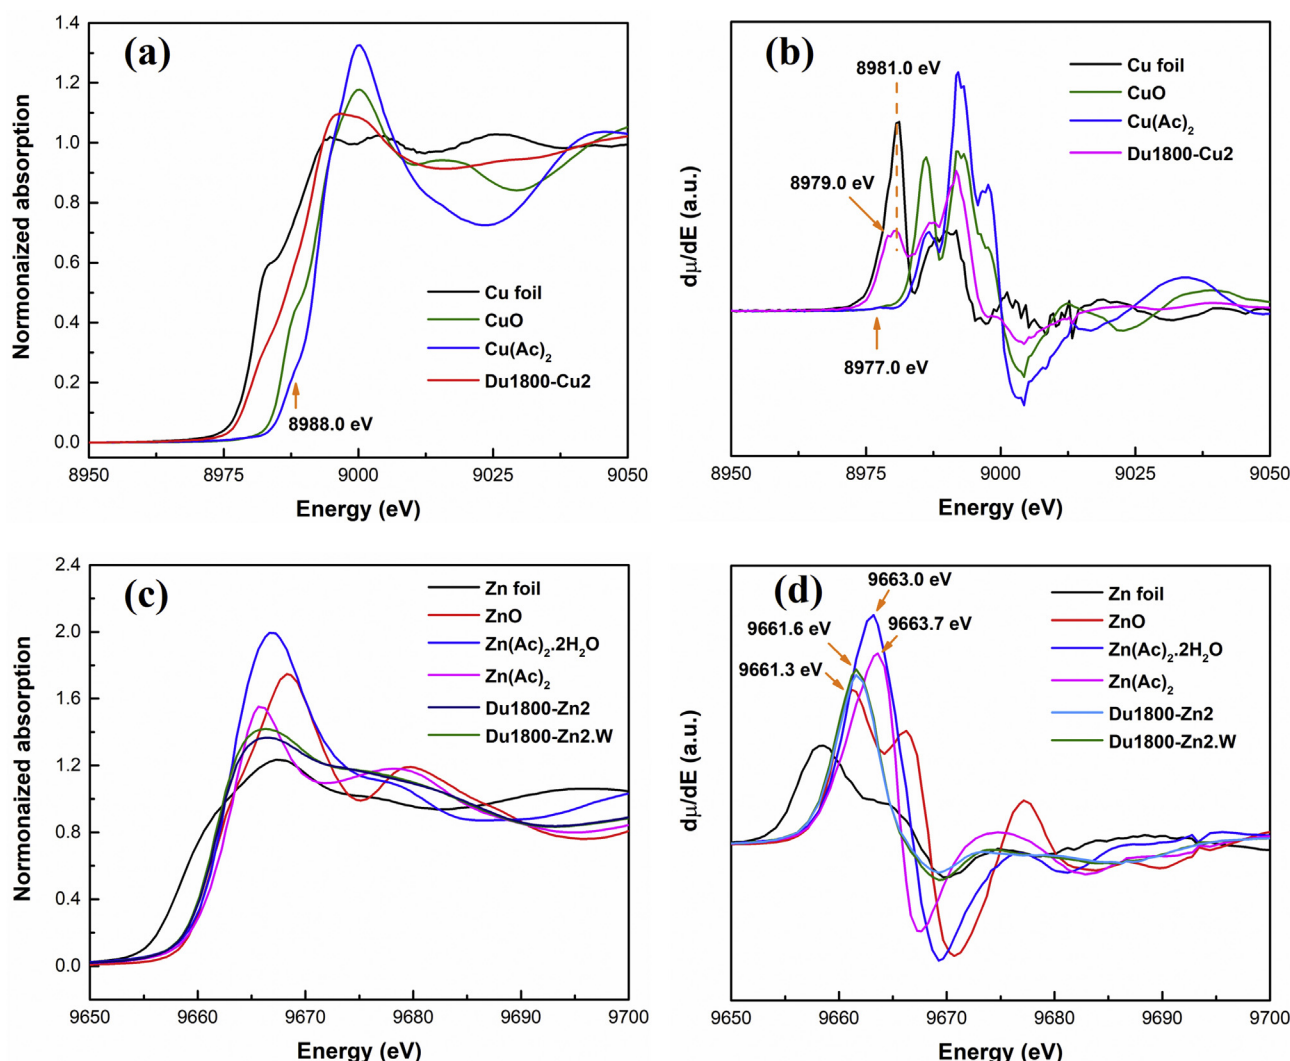 (a)
Normonaized absorption
1.4
1.2
1.0
0.8
0.6
0.4
0.2
0.0
Cu foil
CuO
Cu(Ac)₂
Du1800-Cu2
8988.0 eV
8950
8975
9000
9025
9050
Energy (eV)
(b)
dμ/dE (a.u.)
8981.0 eV
8979.0 eV
8977.0 eV
Cu foil
CuO
Cu(Ac)₂
Du1800-Cu2
8950
8975
9000
9025
9050
Energy (eV)
(c)
Normonaized absorption
2.4
2.0
1.6
1.2
0.8
0.4
0.0
Zn foil
ZnO
Zn(Ac)₂.2H₂O
Zn(Ac)₂
Du1800-Zn2
Du1800-Zn2.W
9650
9660
9670
9680
9690
9700
Energy (eV)
(d)
dμ/dE (a.u.)
9663.0 eV
9661.6 eV
9663.7 eV
9661.3 eV
Zn foil
ZnO
Zn(Ac)₂.2H₂O
Zn(Ac)₂
Du1800-Zn2
Du1800-Zn2.W
9650
9660
9670
9680
9690
9700
Energy (eV)